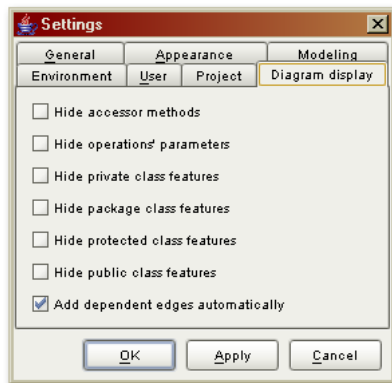 Settings
General Appearance Modeling
Environment User Project Diagram display
Hide accessor methods
Hide operations' parameters
Hide private class features
Hide package class features
Hide protected class features
Hide public class features
Add dependent edges automatically
OK Apply Cancel